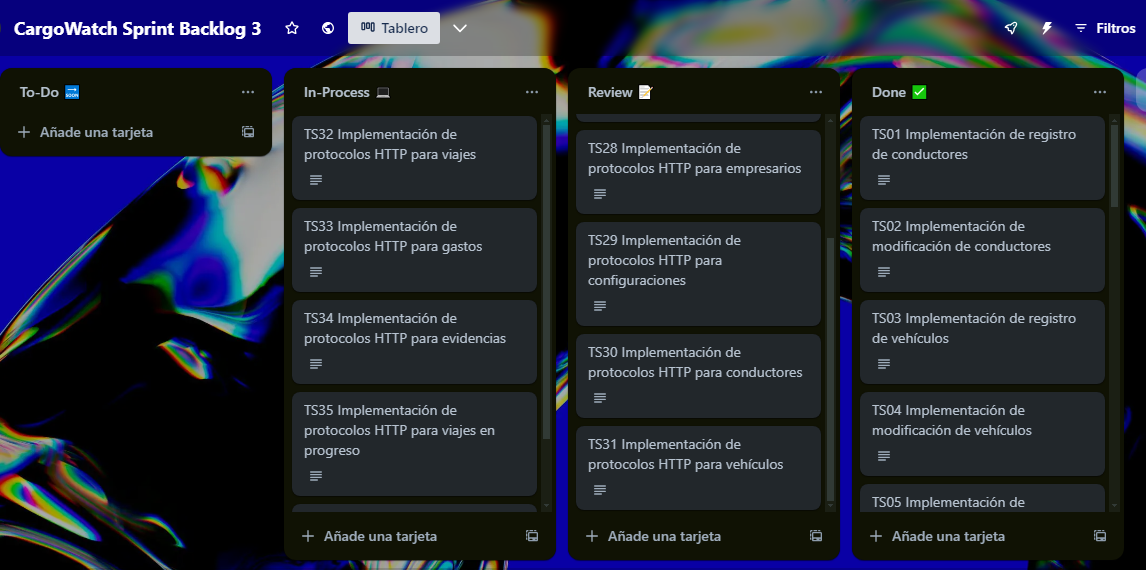 CargoWatch Sprint Backlog 3
Tablero
Filtros
To-Do
Añade una tarjeta
In-Process
TS32 Implementación de
protocolos HTTP para viajes
TS33 Implementación de
protocolos HTTP para gastos
TS34 Implementación de
protocolos HTTP para evidencias
TS35 Implementación de
protocolos HTTP para viajes en
progreso
Añade una tarjeta
Review
TS28 Implementación de
protocolos HTTP para empresarios
TS29 Implementación de
protocolos HTTP para
configuraciones
TS30 Implementación de
protocolos HTTP para conductores
TS31 Implementación de
protocolos HTTP para vehículos
Añade una tarjeta
Done
TS01 Implementación de registro
de conductores
TS02 Implementación de
modificación de conductores
TS03 Implementación de registro
de vehículos
TS04 Implementación de
modificación de vehículos
TS05 Implementación de
Añade una tarjeta